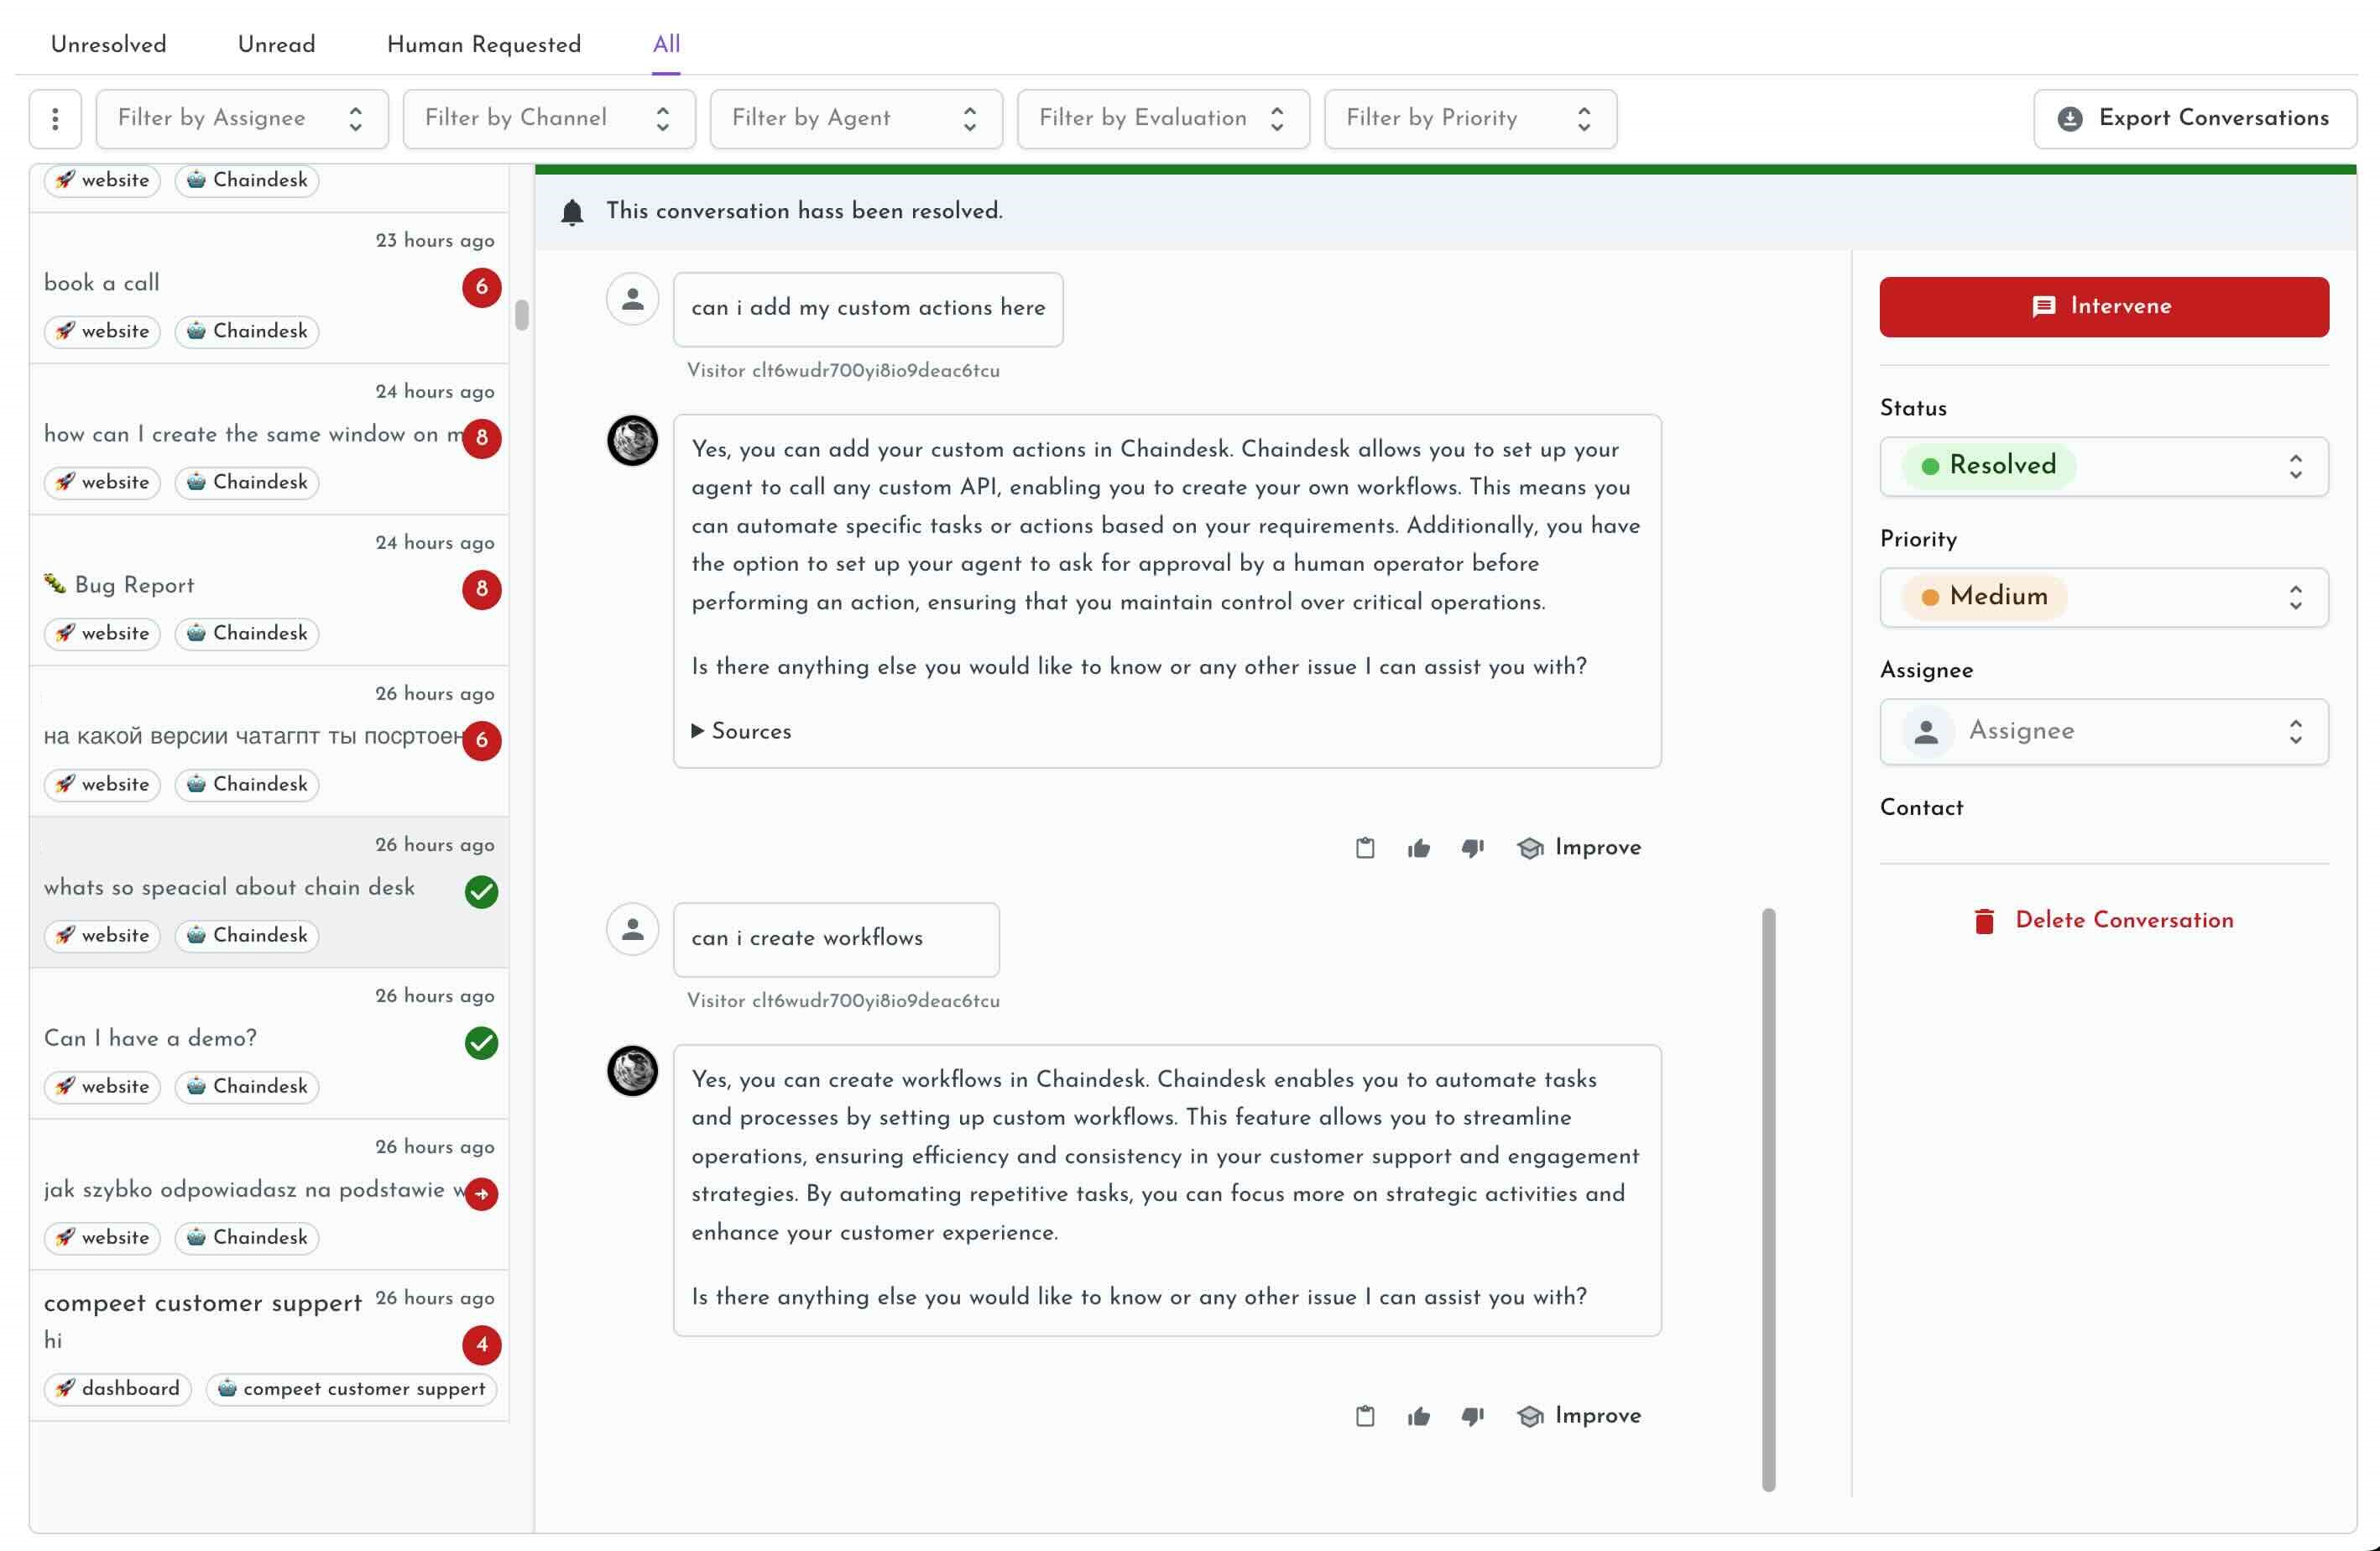 Unresolved Unread Human Requested All
Filter by Assignee Filter by Channel Filter by Agent Filter by Evaluation Filter by Priority Export Conversations
🚀 website 🤖 Chaindesk
23 hours ago
book a call
6
🚀 website 🤖 Chaindesk
24 hours ago
how can I create the same window on
8
🚀 website 🤖 Chaindesk
24 hours ago
🐛 Bug Report
8
🚀 website 🤖 Chaindesk
26 hours ago
на какой версии чатагпт ты посртоен
6
🚀 website 🤖 Chaindesk
26 hours ago
whats so speacial about chain desk
🚀 website 🤖 Chaindesk
26 hours ago
Can I have a demo?
🚀 website 🤖 Chaindesk
26 hours ago
jak szybko odpowiadasz na podstawie
🚀 website 🤖 Chaindesk
compeet customer suppert 26 hours ago
hi
4
🚀 dashboard 🤖 compeet customer suppert
This conversation hass been resolved.
can i add my custom actions here
Visitor clt6wudr700yi8io9deac6tcu
Yes, you can add your custom actions in Chaindesk. Chaindesk allows you to set up your
agent to call any custom API, enabling you to create your own workflows. This means you
can automate specific tasks or actions based on your requirements. Additionally, you have
the option to set up your agent to ask for approval by a human operator before
performing an action, ensuring that you maintain control over critical operations.
Is there anything else you would like to know or any other issue I can assist you with?
Sources
Improve
can i create workflows
Visitor clt6wudr700yi8io9deac6tcu
Yes, you can create workflows in Chaindesk. Chaindesk enables you to automate tasks
and processes by setting up custom workflows. This feature allows you to streamline
operations, ensuring efficiency and consistency in your customer support and engagement
strategies. By automating repetitive tasks, you can focus more on strategic activities and
enhance your customer experience.
Is there anything else you would like to know or any other issue I can assist you with?
Improve
Intervene
Status
Resolved
Priority
Medium
Assignee
Assignee
Contact
Delete Conversation